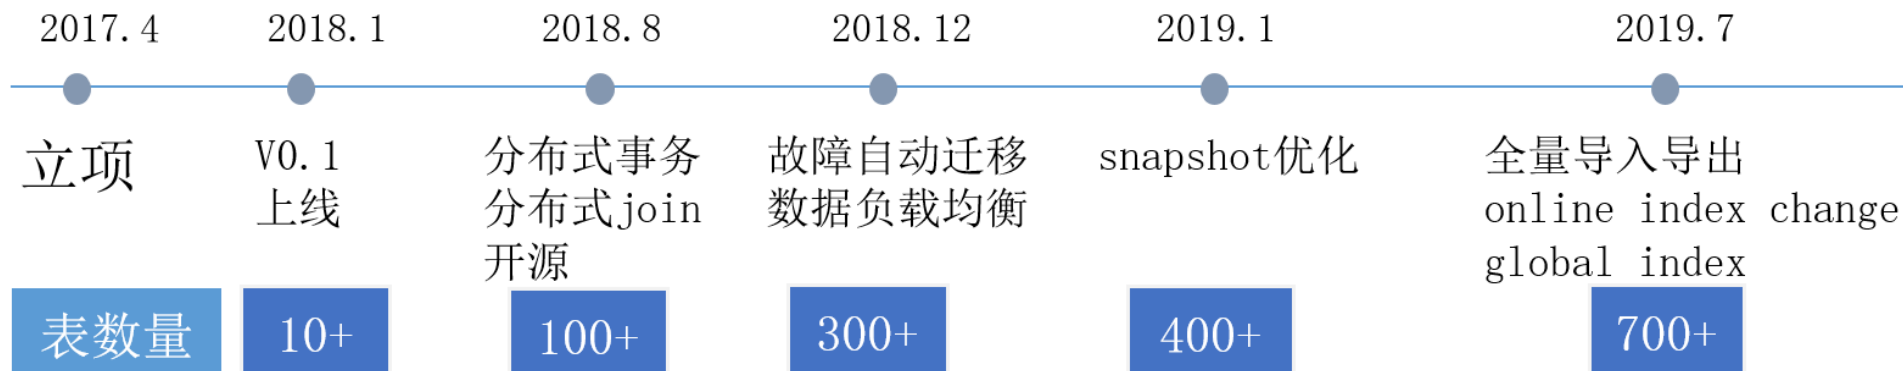 2017.4
2018.1
2018.8
2018.12
2019.1
2019.7
立项
V0.1
上线
分布式事务
分布式join
开源
故障自动迁移
数据负载均衡
snapshot优化
全量导入导出
online index change
global index
表数量
10+
100+
300+
400+
700+